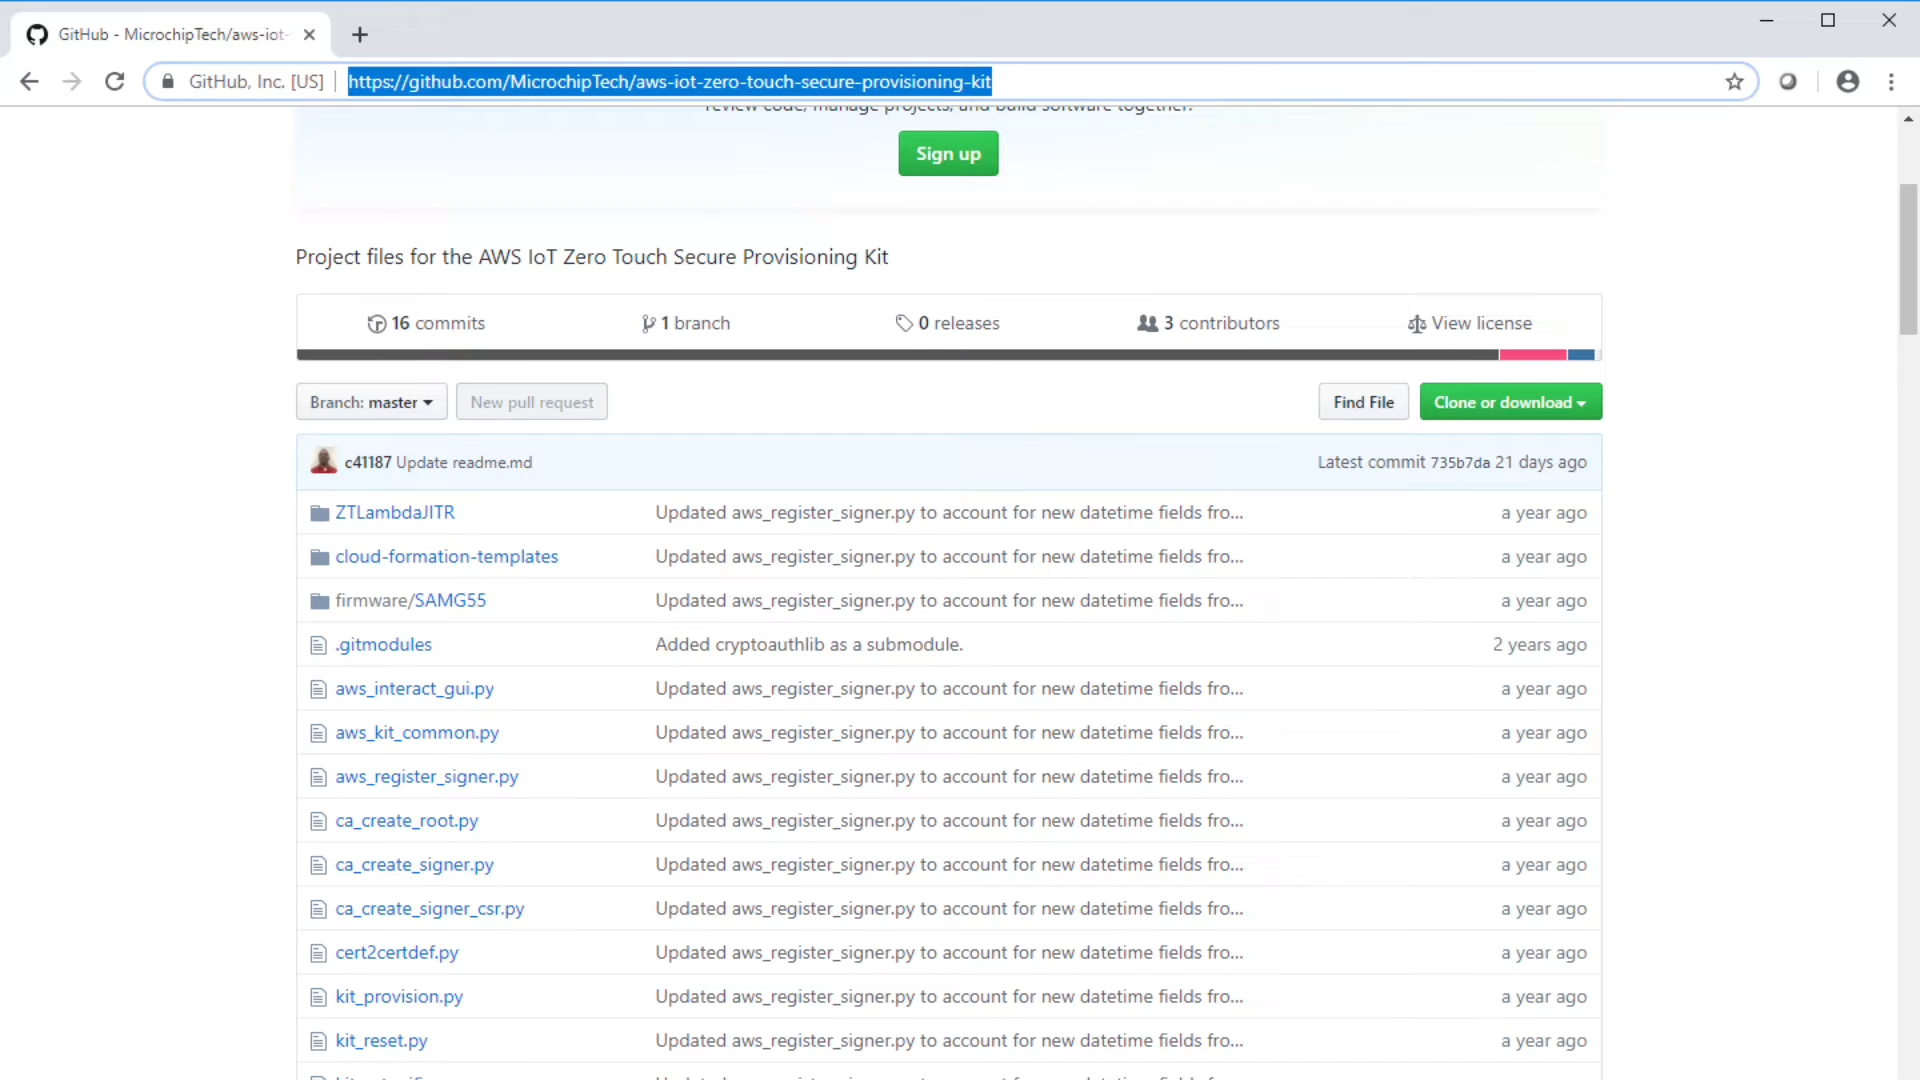 GitHub - MicrochipTech/aws-iot-
GitHub, Inc. [US] https://github.com/MicrochipTech/aws-iot-zero-touch-secure-provisioning-kit
review code, manage projects, and build software together.
Sign up
Project files for the AWS IoT Zero Touch Secure Provisioning Kit
16 commits 1 branch 0 releases 3 contributors View license
Branch: master New pull request Find File Clone or download
c41187 Update readme.md Latest commit 735b7da 21 days ago
ZTLambdaJITR Updated aws_register_signer.py to account for new datetime fields fro... a year ago
cloud-formation-templates Updated aws_register_signer.py to account for new datetime fields fro... a year ago
firmware/SAMG55 Updated aws_register_signer.py to account for new datetime fields fro... a year ago
.gitmodules Added cryptoauthlib as a submodule. 2 years ago
aws_interact_gui.py Updated aws_register_signer.py to account for new datetime fields fro... a year ago
aws_kit_common.py Updated aws_register_signer.py to account for new datetime fields fro... a year ago
aws_register_signer.py Updated aws_register_signer.py to account for new datetime fields fro... a year ago
ca_create_root.py Updated aws_register_signer.py to account for new datetime fields fro... a year ago
ca_create_signer.py Updated aws_register_signer.py to account for new datetime fields fro... a year ago
ca_create_signer_csr.py Updated aws_register_signer.py to account for new datetime fields fro... a year ago
cert2certdef.py Updated aws_register_signer.py to account for new datetime fields fro... a year ago
kit_provision.py Updated aws_register_signer.py to account for new datetime fields fro... a year ago
kit_reset.py Updated aws_register_signer.py to account for new datetime fields fro... a year ago